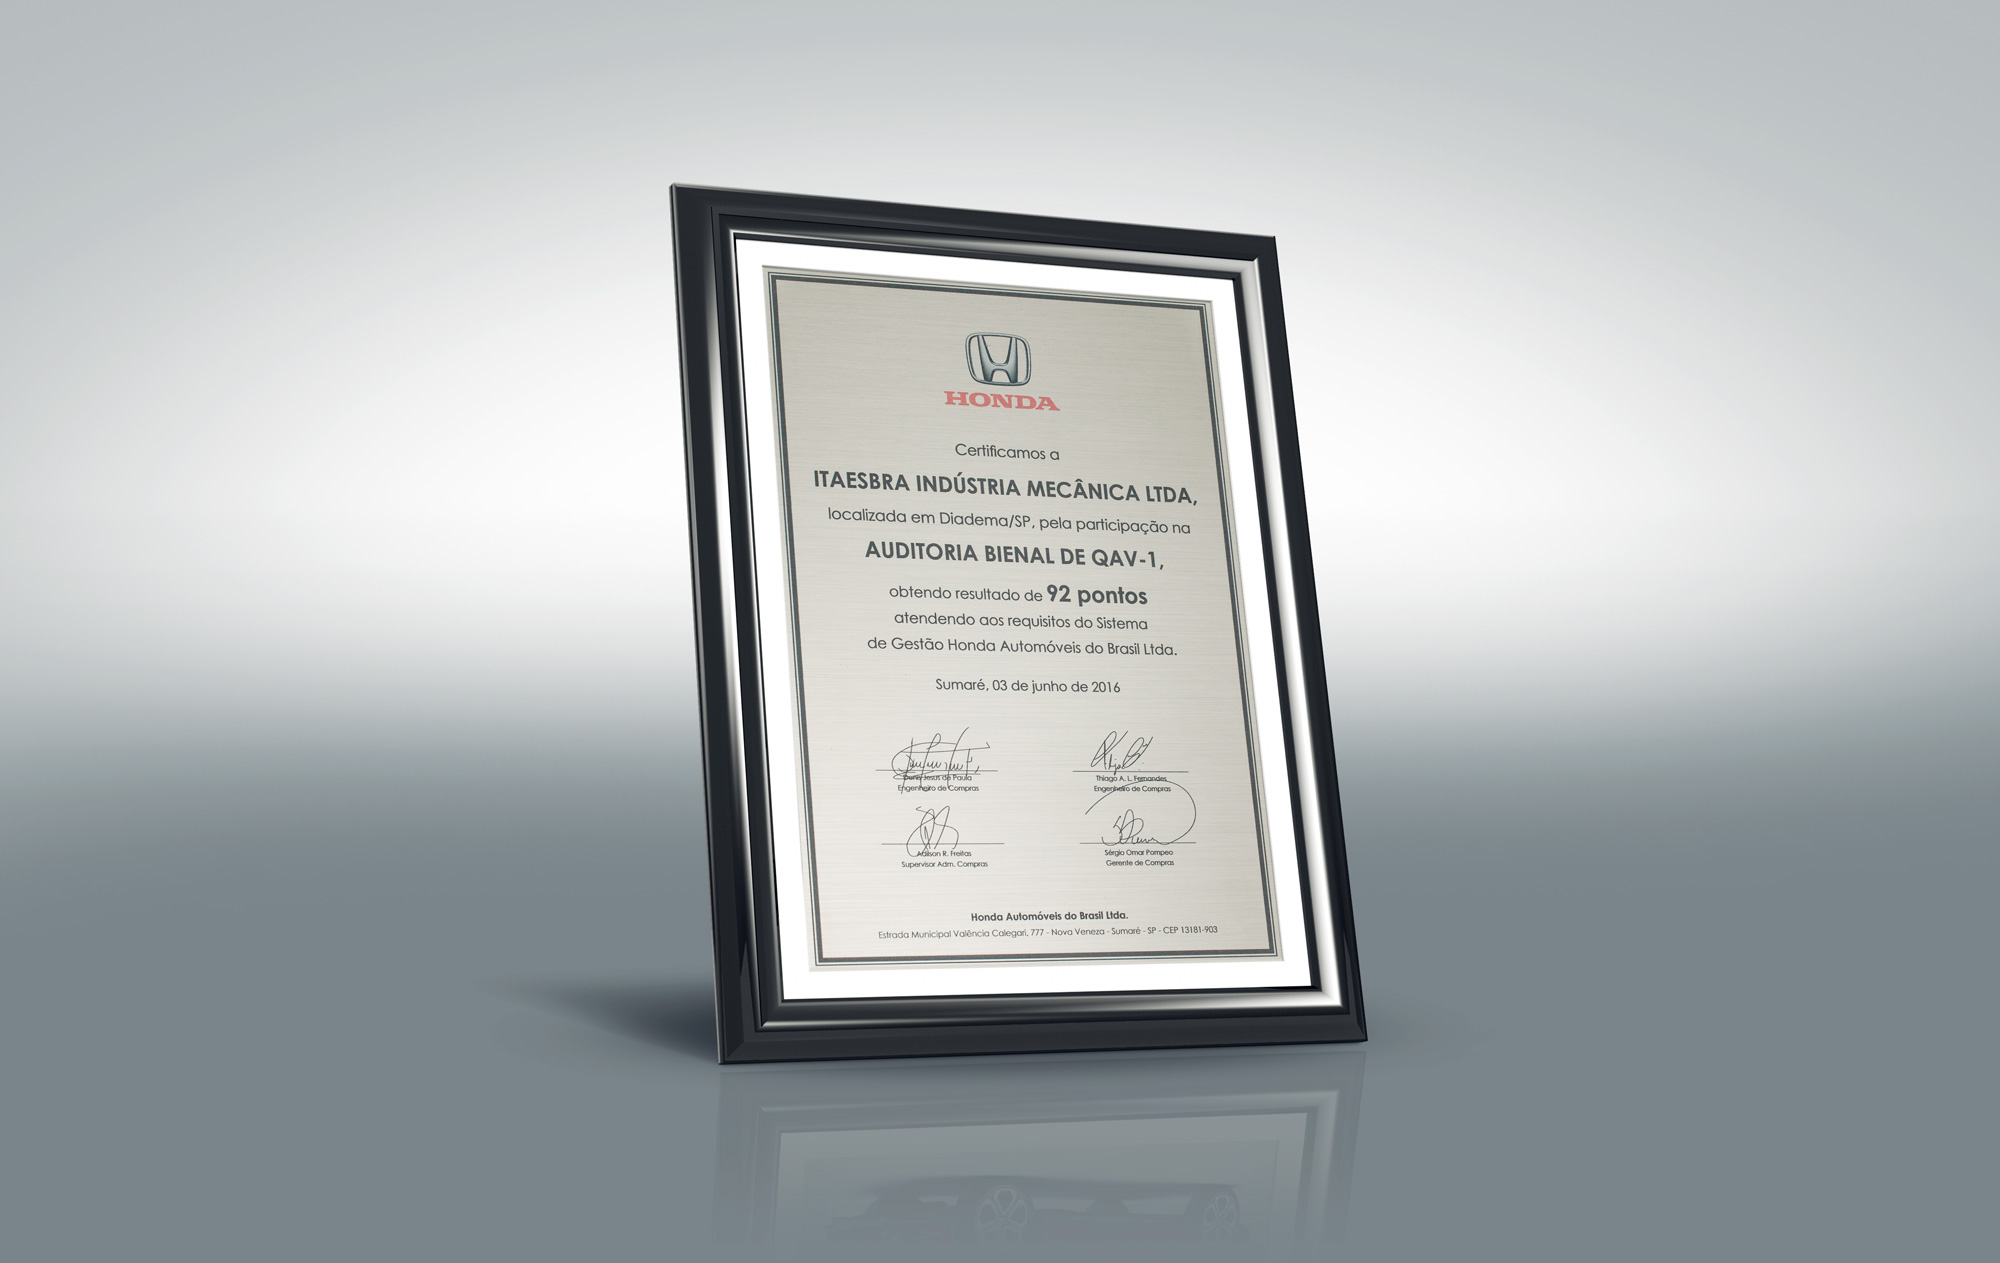 HONDA
Certificamos a
ITAESBRA INDÚSTRIA MECÂNICA LTDA,
localizada em Diadema/SP, pela participação na
AUDITORIA BIENAL DE QAV-1,
obtendo resultado de 92 pontos
atendendo aos requisitos do Sistema
de Gestão Honda Automóveis do Brasil Ltda.
Sumaré, 03 de junho de 2016
Jesus de Paula
Engenheiro de Compras
Thiago A. L. Fernandes
Engenheiro de Compras
Adilson R. Freitas
Supervisor Adm. Compras
Sérgio Omar Pompeo
Gerente de Compras
Honda Automóveis do Brasil Ltda.
Estrada Municipal Valência Calegari, 777 - Nova Veneza - Sumaré - SP - CEP 13181-903